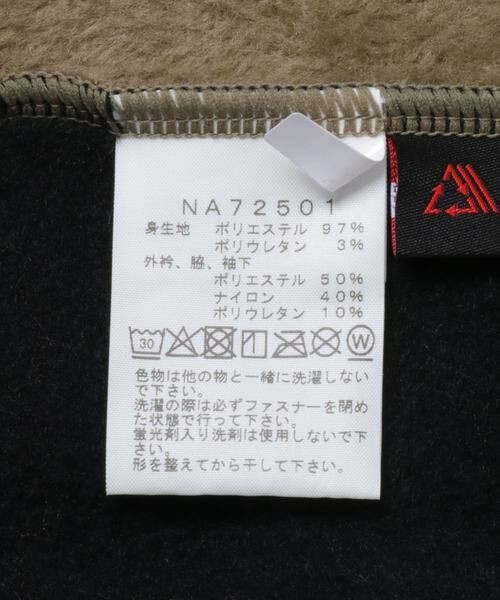 NA72501
身生地 ポリエステル 97%
ポリウレタン 3%
外衿、脇、袖下
ポリエステル 50%
ナイロン 40%
ポリウレタン 10%
30 W
色物は他の物と一緒に洗濯しない
で下さい。
洗濯の際は必ずファスナーを閉め
た状態で行って下さい。
蛍光剤入り洗剤は使用しないで下
さい。
形を整えてから干して下さい。